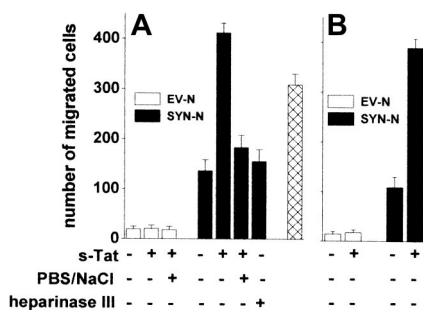 A
B
400
300
200
100
0
number of migrated cells
EV-N
SYN-N
EV-N
SYN-N
s-Tat - + + - + + - - + - +
PBS/NaCl - - + - - + - - - - -
heparinase III - - - - - - + - - - -